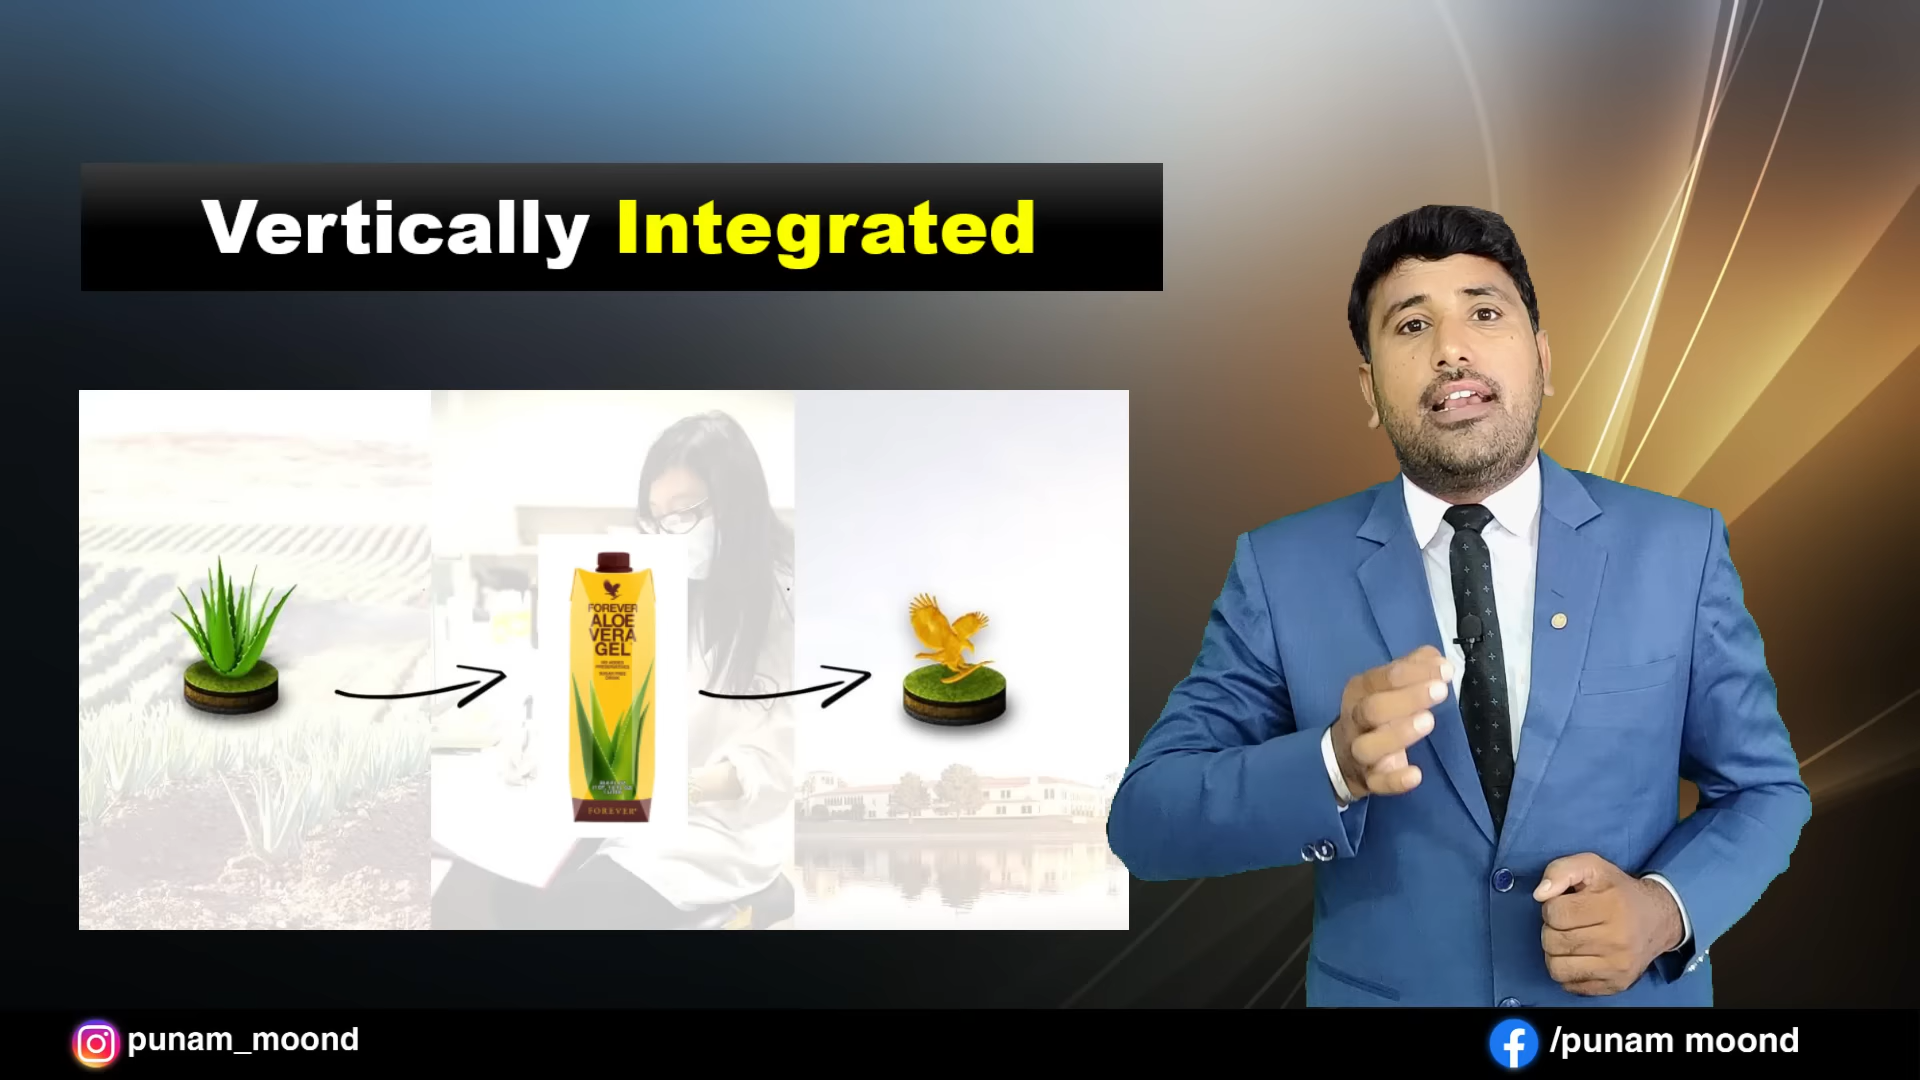 Vertically Integrated
FOREVER
ALOE
VERA
GEL
FOREVER
punam_moond
/punam moond